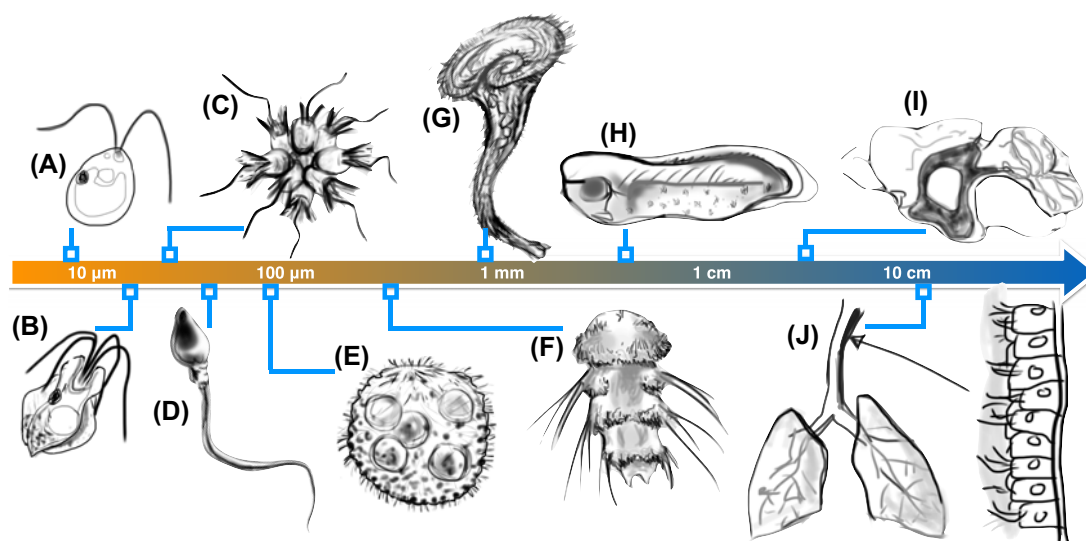 (A)
(B)
(C)
(D)
(E)
(F)
(G)
(H)
(I)
(J)
10 µm
100 µm
1 mm
1 cm
10 cm